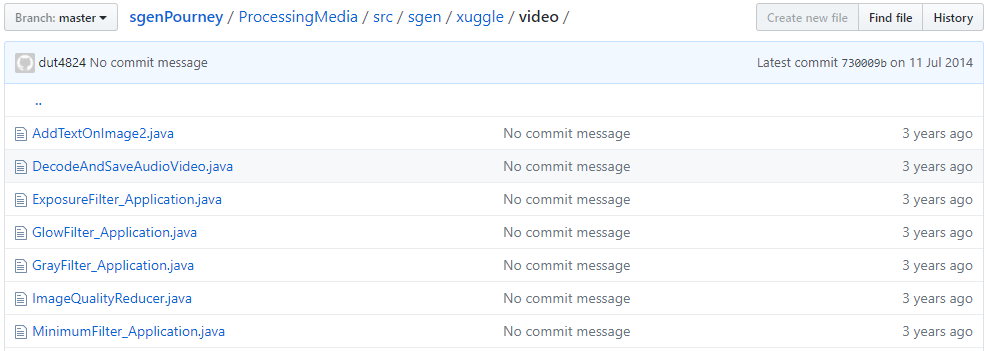 Branch: master sgenPourney / ProcessingMedia / src / sgen / xuggle / video / Create new file Find file History
dut4824 No commit message Latest commit 730009b on 11 Jul 2014
..
AddTextOnImage2.java No commit message 3 years ago
DecodeAndSaveAudioVideo.java No commit message 3 years ago
ExposureFilter_Application.java No commit message 3 years ago
GlowFilter_Application.java No commit message 3 years ago
GrayFilter_Application.java No commit message 3 years ago
ImageQualityReducer.java No commit message 3 years ago
MinimumFilter_Application.java No commit message 3 years ago